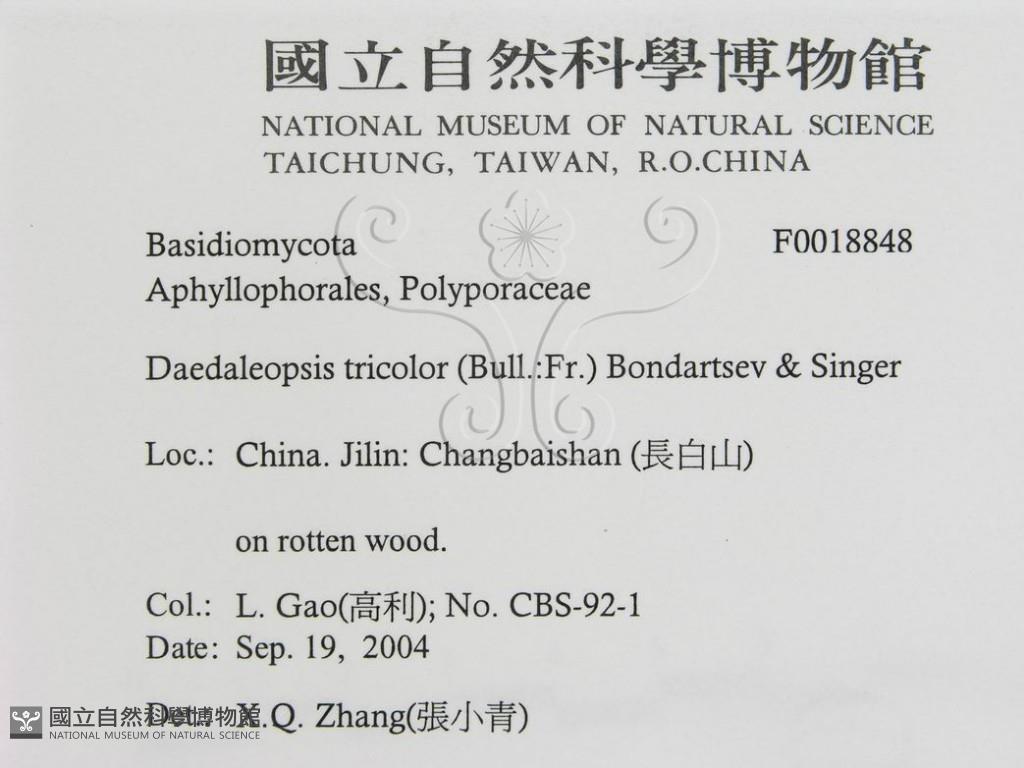 國立自然科學博物館
NATIONAL MUSEUM OF NATURAL SCIENCE
TAICHUNG, TAIWAN, R.O.CHINA
Basidiomycota F0018848
Aphyllophorales, Polyporaceae
Daedaleopsis tricolor (Bull.:Fr.) Bondartsev & Singer
Loc.: China. Jilin: Changbaishan (長白山)
on rotten wood.
Col.: L. Gao(高利); No. CBS-92-1
Date: Sep. 19, 2004
Det.: X.Q. Zhang(張小青)
國立自然科學博物館
NATIONAL MUSEUM OF NATURAL SCIENCE